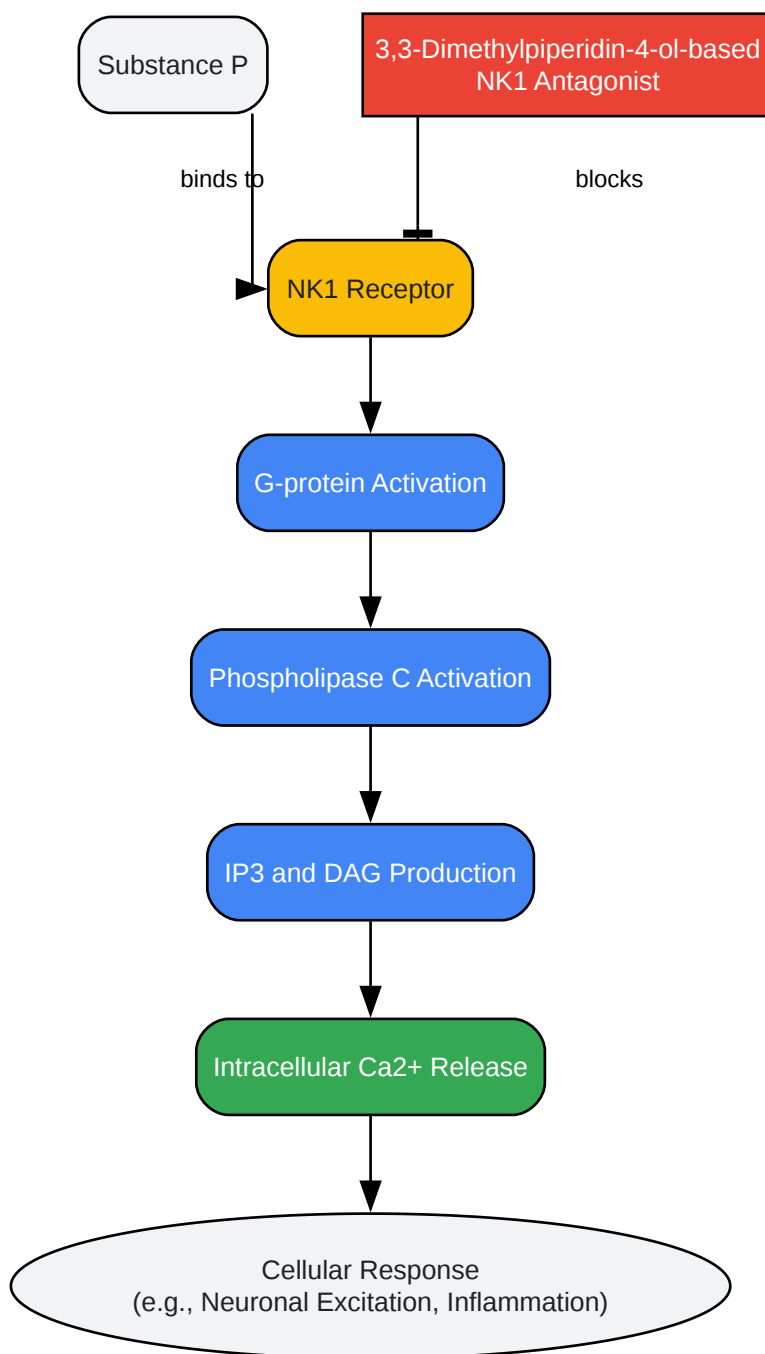 Substance P
3,3-Dimethylpiperidin-4-ol-based
NK1 Antagonist
binds to
blocks
NK1 Receptor
G-protein Activation
Phospholipase C Activation
IP3 and DAG Production
Intracellular Ca2+ Release
Cellular Response
(e.g., Neuronal Excitation, Inflammation)